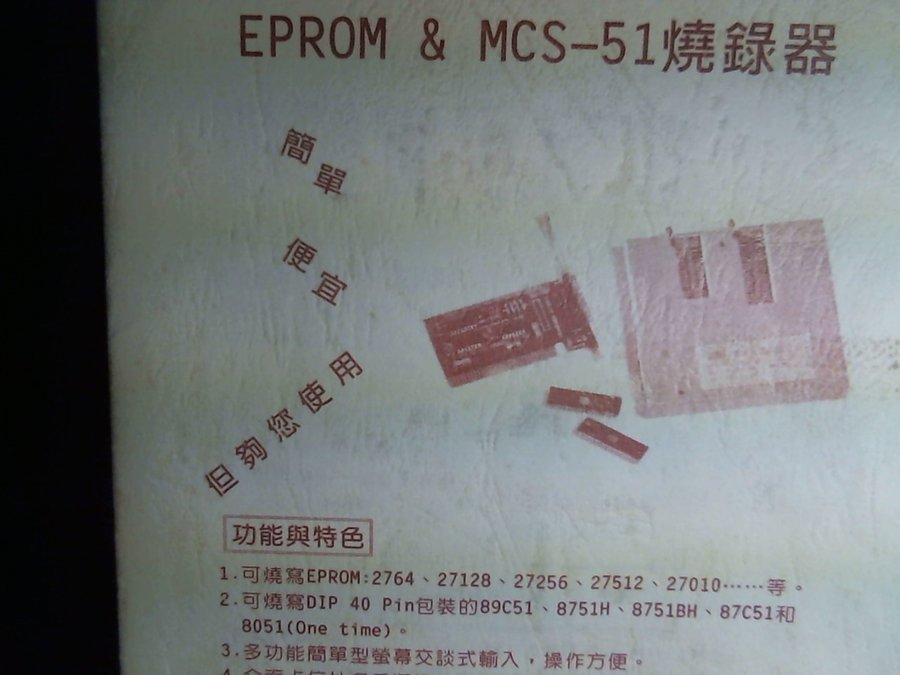 EPROM & MCS-51燒錄器
簡單
便宜
但夠您使用
功能與特色
1.可燒寫EPROM:2764、27128、27256、27512、27010……等。
2.可燒寫DIP 40 Pin包裝的89C51、8751H、8751BH、87C51和
8051(One time)。
3.多功能簡單型螢幕交談式輸入，操作方便。